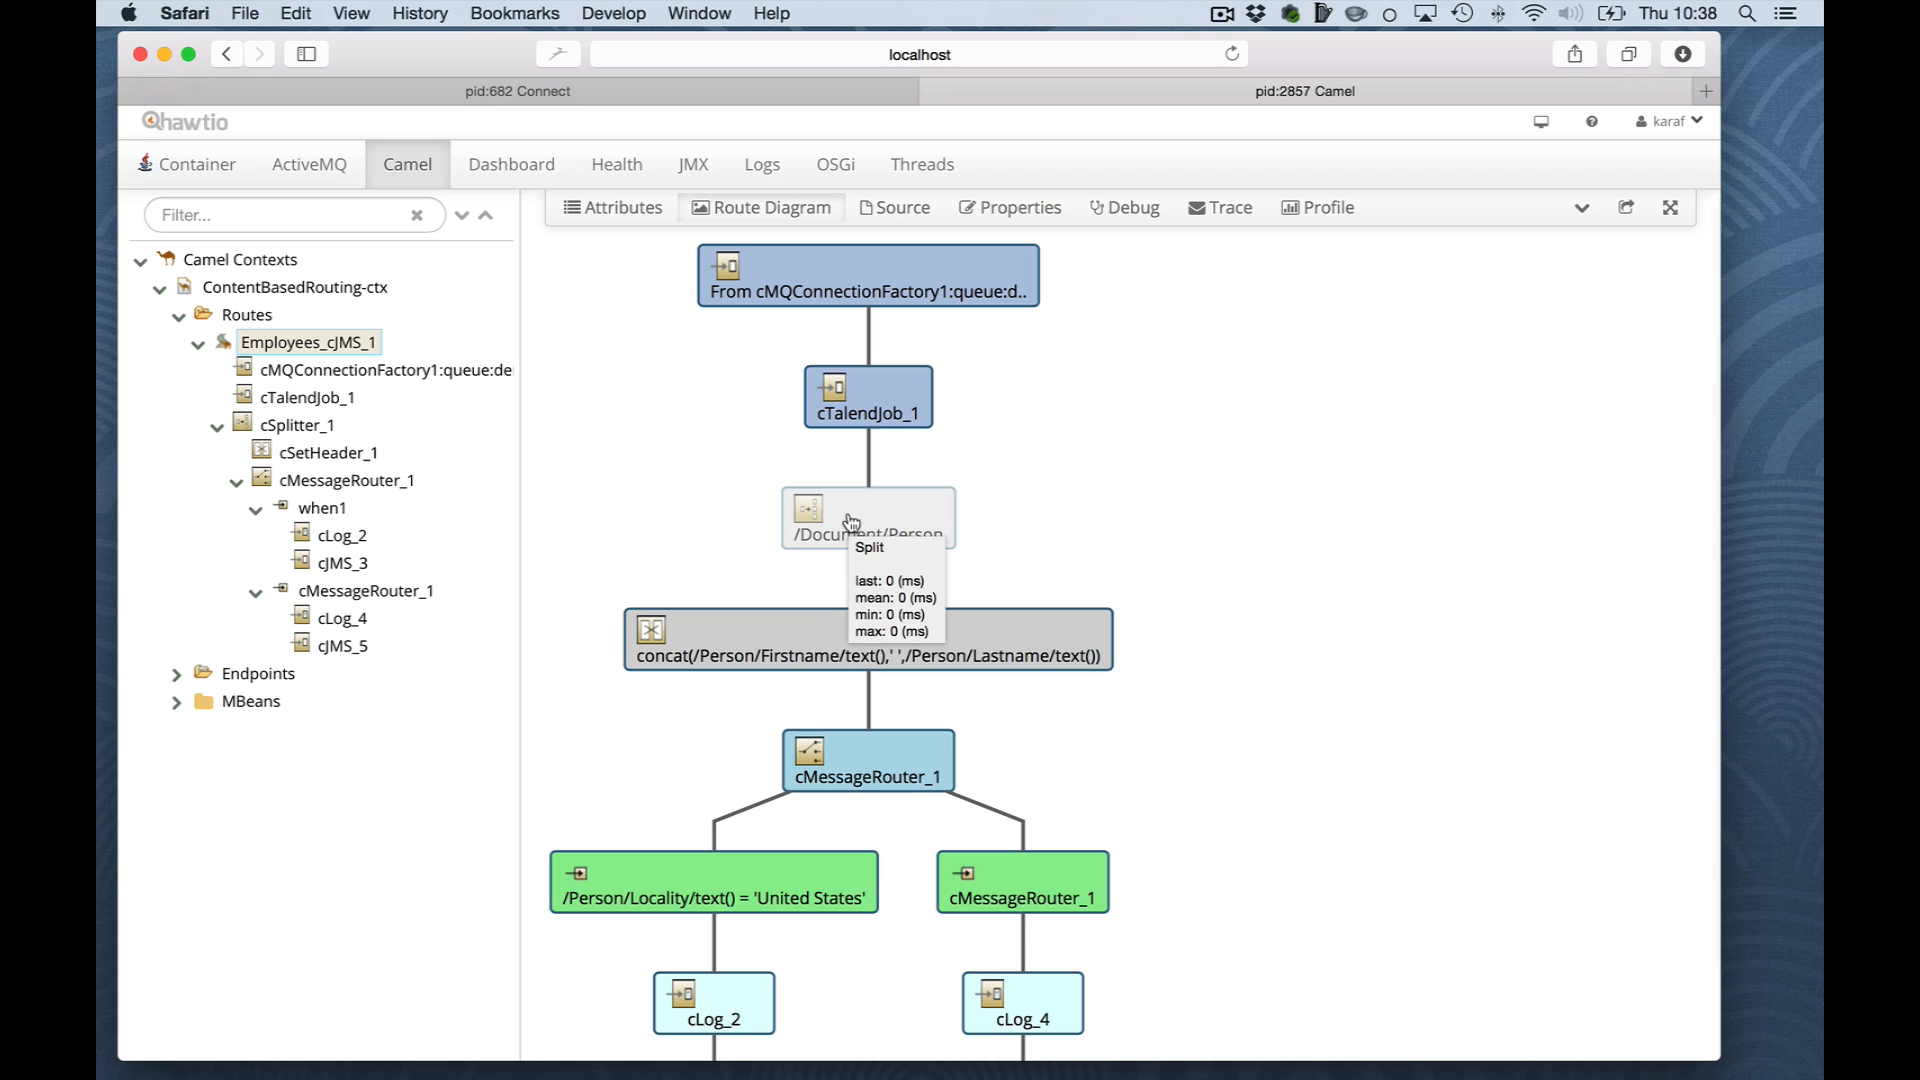 Safari File Edit View History Bookmarks Develop Window Help Thu 10:38
localhost
pid:682 Connect pid:2857 Camel
hawtio karaf
Container ActiveMQ Camel Dashboard Health JMX Logs OSGi Threads
Filter...
Attributes Route Diagram Source Properties Debug Trace Profile
Camel Contexts
ContentBasedRouting-ctx
Routes
Employees_cJMS_1
cMQConnectionFactory1:queue:de
cTalendJob_1
cSplitter_1
cSetHeader_1
cMessageRouter_1
when1
cLog_2
cJMS_3
cMessageRouter_1
cLog_4
cJMS_5
Endpoints
MBeans
From cMQConnectionFactory1:queue:d..
cTalendJob_1
/Document/Person
Split
last: 0 (ms)
mean: 0 (ms)
min: 0 (ms)
max: 0 (ms)
concat(/Person/Firstname/text(),' ',/Person/Lastname/text())
cMessageRouter_1
/Person/Locality/text() = 'United States'
cMessageRouter_1
cLog_2
cLog_4